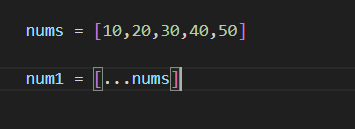 nums = [10,20,30,40,50]
num1 = [...nums]